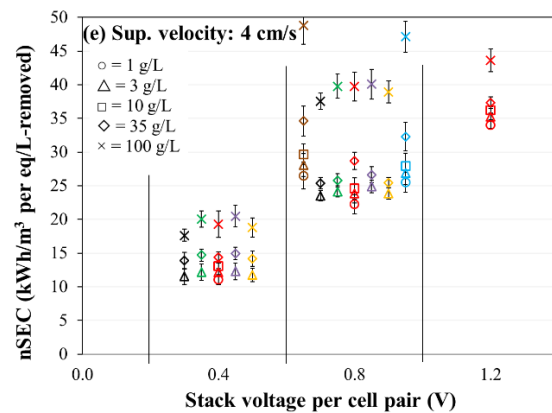 (e) Sup. velocity: 4 cm/s
○ = 1 g/L
△ = 3 g/L
□ = 10 g/L
◇ = 35 g/L
× = 100 g/L
nSEC (kWh/m³ per eq/L-removed)
50
45
40
35
30
25
20
15
10
5
0
0.0 0.4 0.8 1.2
Stack voltage per cell pair (V)